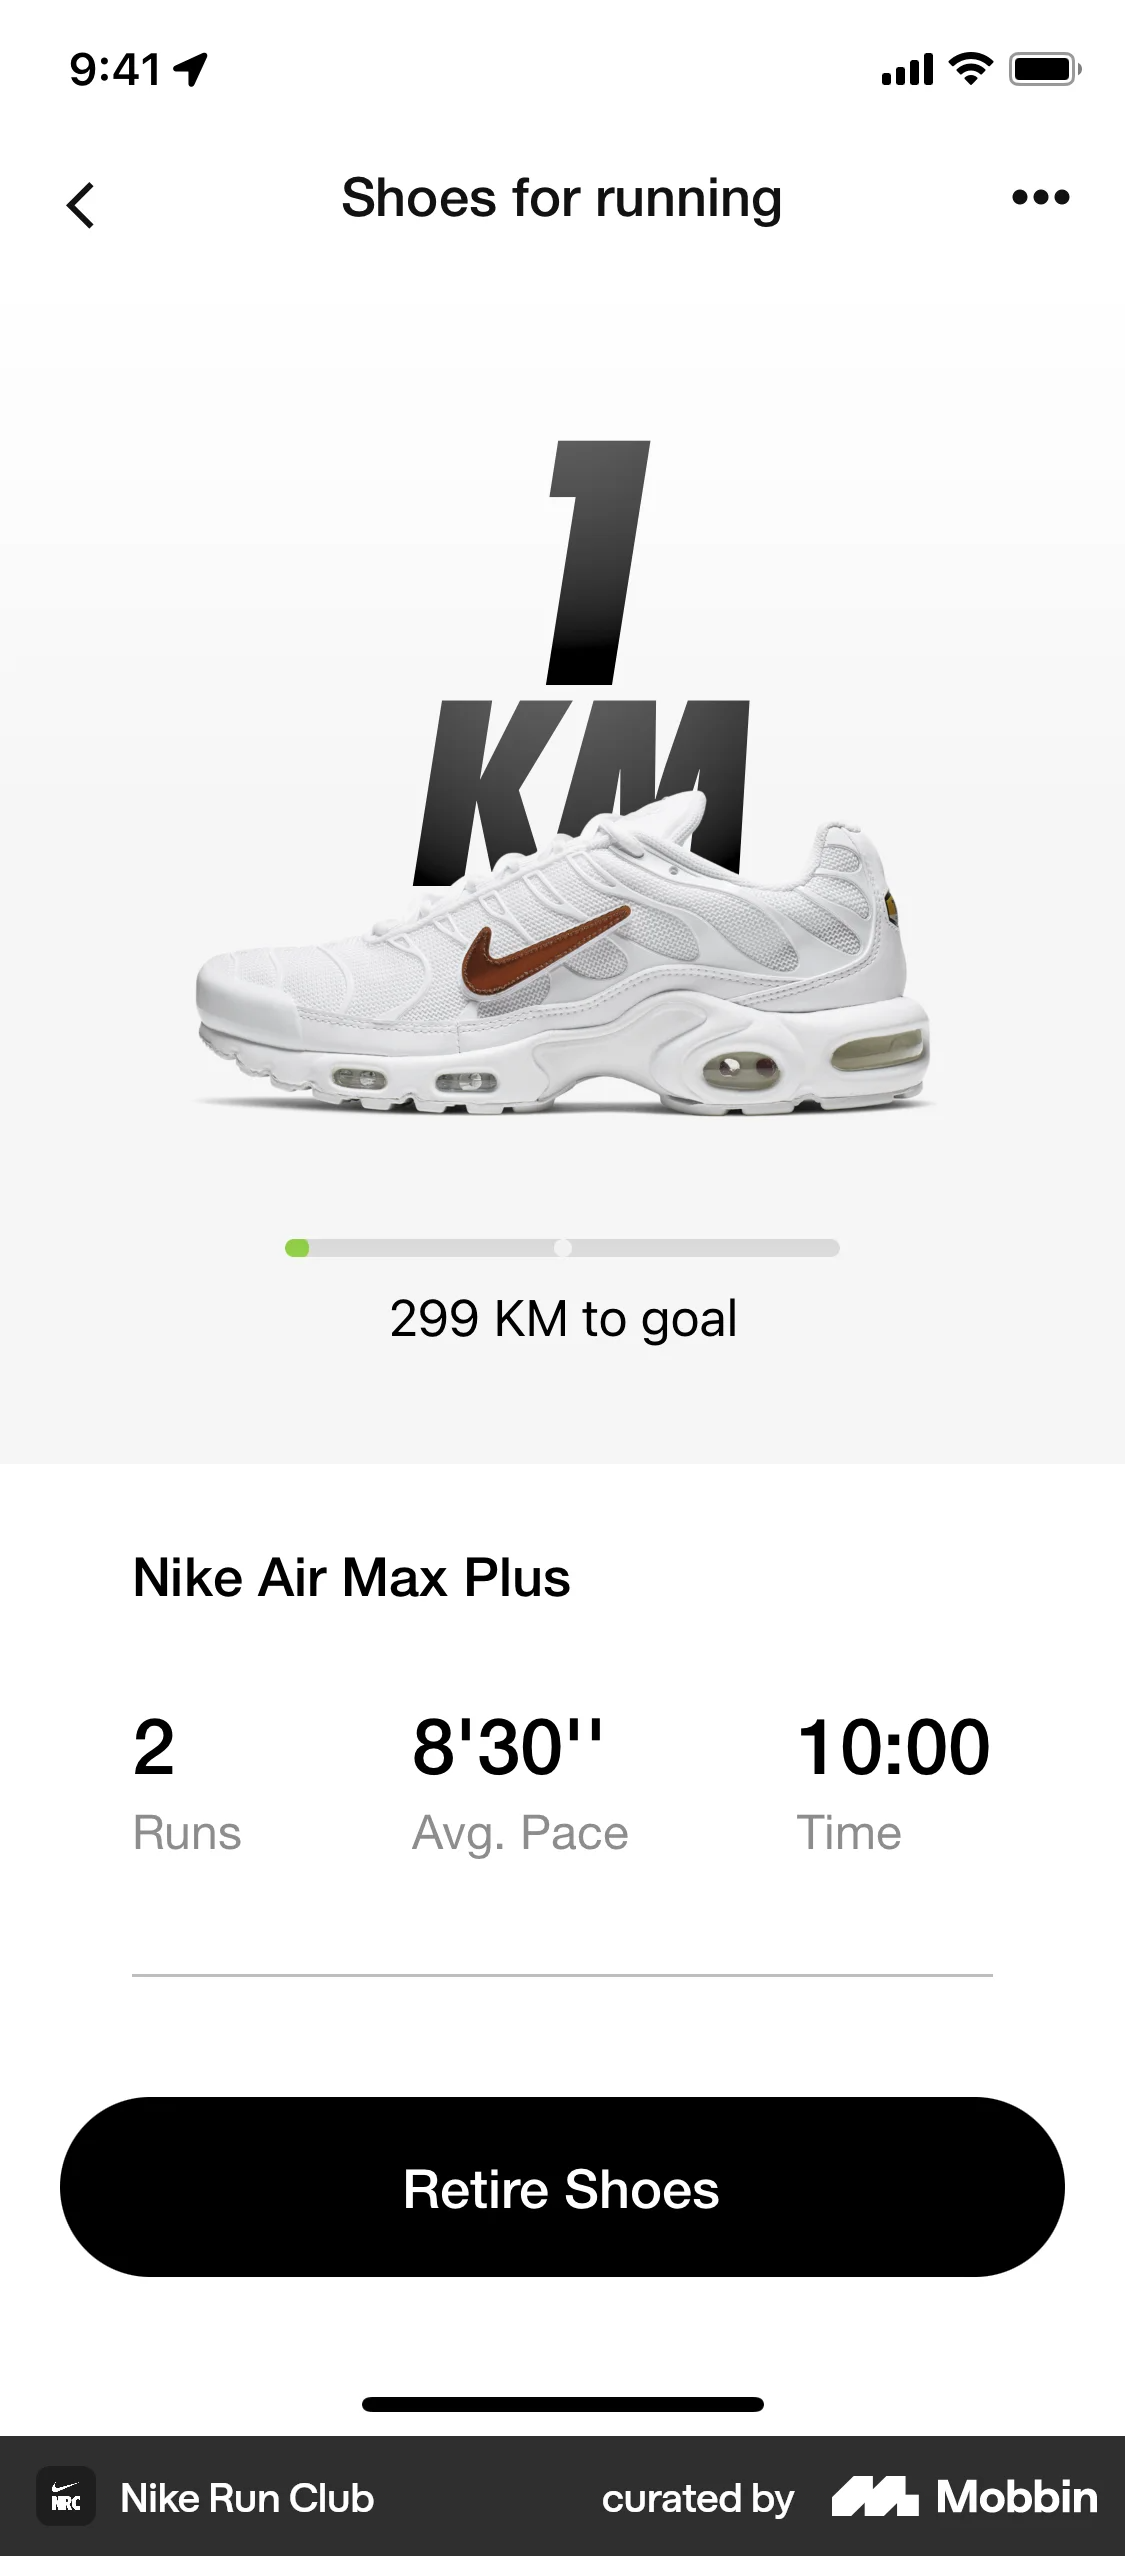 9:41
Shoes for running
1
KM
299 KM to goal
Nike Air Max Plus
2 8'30'' 10:00
Runs Avg. Pace Time
Retire Shoes
NRC Nike Run Club curated by Mobbin